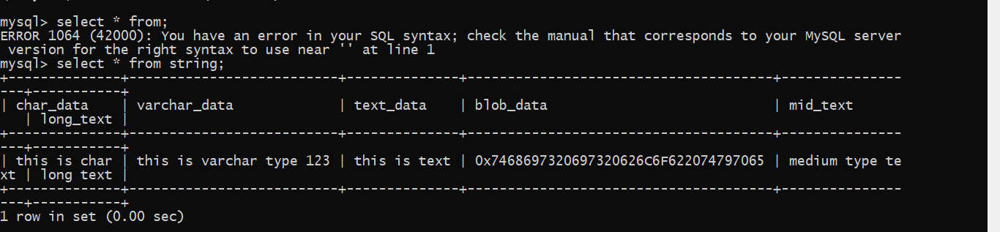 mysql> select * from;
ERROR 1064 (42000): You have an error in your SQL syntax; check the manual that corresponds to your MySQL server
 version for the right syntax to use near '' at line 1
mysql> select * from string;
+--------------+--------------------------+--------------+--------------------------------------+---------------
---+-----------+
| char_data    | varchar_data             | text_data    | blob_data                            | mid_text
   | long_text |
+--------------+--------------------------+--------------+--------------------------------------+---------------
---+-----------+
| this is char | this is varchar type 123 | this is text | 0x7468697320697320626C6F622074797065 | medium type te
xt | long text |
+--------------+--------------------------+--------------+--------------------------------------+---------------
---+-----------+
1 row in set (0.00 sec)